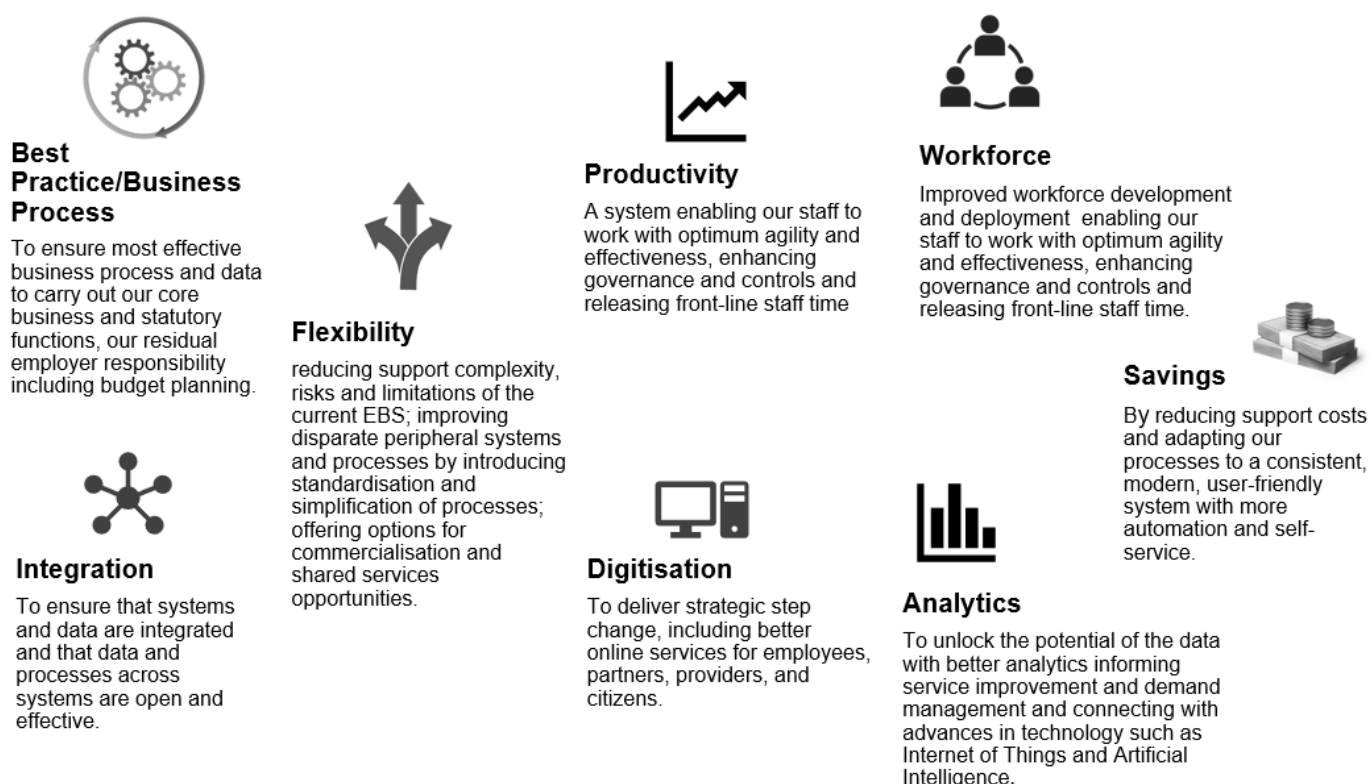 Best
Practice/Business
Process
To ensure most effective
business process and data
to carry out our core
business and statutory
functions, our residual
employer responsibility
including budget planning.
Integration
To ensure that systems
and data are integrated
and that data and
processes across
systems are open and
effective.
Flexibility
reducing support complexity,
risks and limitations of the
current EBS; improving
disparate peripheral systems
and processes by introducing
standardisation and
simplification of processes;
offering options for
commercialisation and
shared services
opportunities.
Productivity
A system enabling our staff to
work with optimum agility and
effectiveness, enhancing
governance and controls and
releasing front-line staff time
Digitisation
To deliver strategic step
change, including better
online services for employees,
partners, providers, and
citizens.
Workforce
Improved workforce development
and deployment enabling our
staff to work with optimum agility
and effectiveness, enhancing
governance and controls and
releasing front-line staff time.
Savings
By reducing support costs
and adapting our
processes to a consistent,
modern, user-friendly
system with more
automation and self-
service.
Analytics
To unlock the potential of the data
with better analytics informing
service improvement and demand
management and connecting with
advances in technology such as
Internet of Things and Artificial
Intelligence.